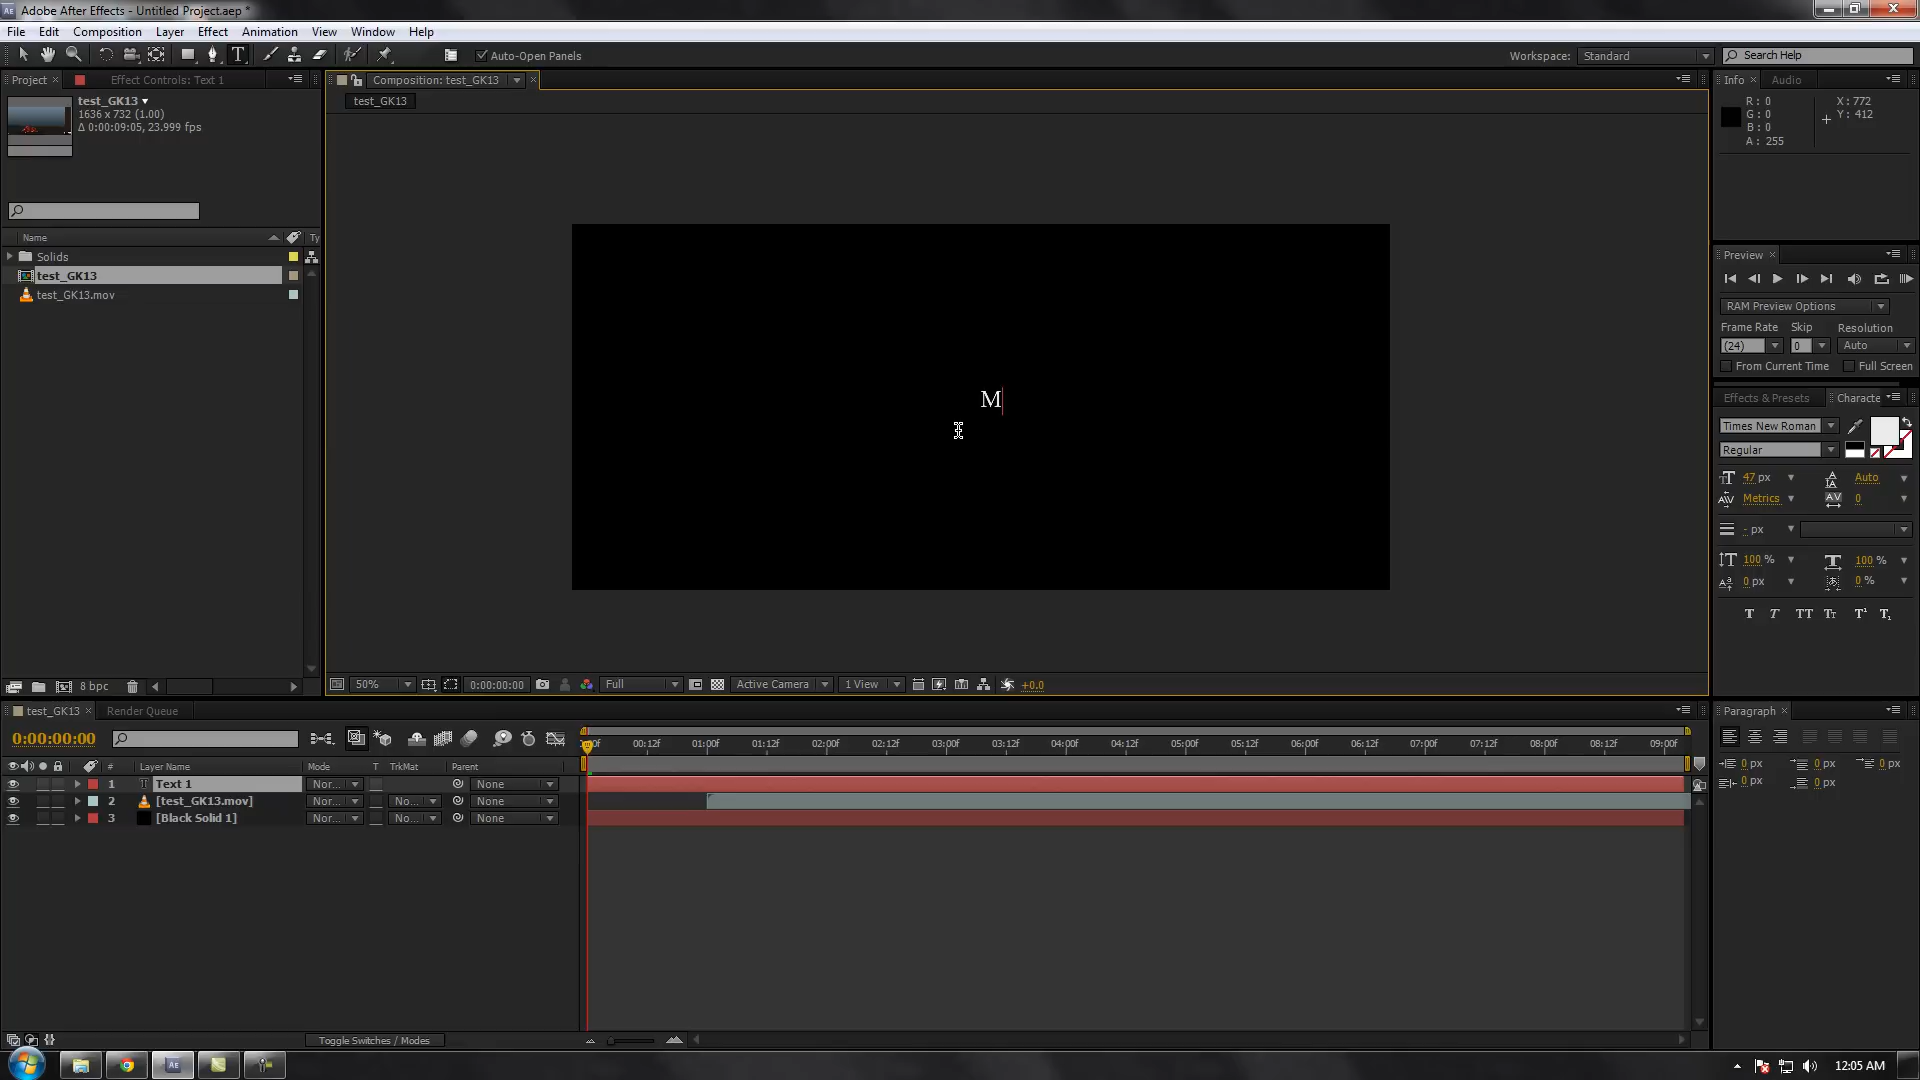 Adobe After Effects - Untitled Project.aep *
File Edit Composition Layer Effect Animation View Window Help
Auto-Open Panels
Workspace: Standard
Search Help
Project
Effect Controls: Text 1
test_GK13
1636 x 732 (1.00)
Δ 0:00:09:05, 23.999 fps
Name
Ty
Solids
test_GK13
test_GK13.mov
8 bpc
Composition: test_GK13
test_GK13
M
50%
0:00:00:00
Full
Active Camera
1 View
+0.0
Info Audio
R: 0
G: 0
B: 0
A: 255
X: 772
Y: 412
Preview
RAM Preview Options
Frame Rate Skip Resolution
(24) 0 Auto
From Current Time Full Screen
Effects & Presets Characte
Times New Roman
Regular
47 px Auto
Metrics 0
- px
100 % 100 %
0 px 0 %
Paragraph
0 px 0 px 0 px
0 px 0 px
test_GK13 Render Queue
0:00:00:00
00:12f 01:00f 01:12f 02:00f 02:12f 03:00f 03:12f 04:00f 04:12f 05:00f 05:12f 06:00f 06:12f 07:00f 07:12f 08:00f 08:12f 09:00f
# Layer Name Mode T TrkMat Parent
1 Text 1 Nor... None
2 [test_GK13.mov] Nor... No... None
3 [Black Solid 1] Nor... No... None
Toggle Switches / Modes
12:05 AM